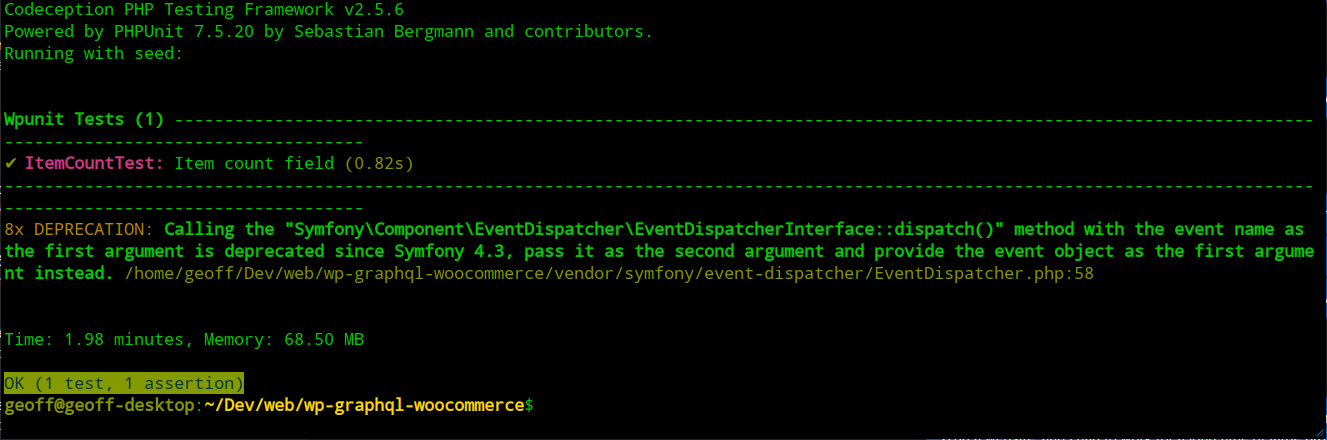 Codeception PHP Testing Framework v2.5.6
Powered by PHPUnit 7.5.20 by Sebastian Bergmann and contributors.
Running with seed:
Wpunit Tests (1) ------------------------------------------------------------------------------------------------------------------
------------------------------------
✔ ItemCountTest: Item count field (0.82s)
-----------------------------------------------------------------------------------------------------------------------------------
------------------------------------
8x DEPRECATION: Calling the "Symfony\Component\EventDispatcher\EventDispatcherInterface::dispatch()" method with the event name as
the first argument is deprecated since Symfony 4.3, pass it as the second argument and provide the event object as the first argume
nt instead. /home/geoff/Dev/web/wp-graphql-woocommerce/vendor/symfony/event-dispatcher/EventDispatcher.php:58
Time: 1.98 minutes, Memory: 68.50 MB
OK (1 test, 1 assertion)
geoff@geoff-desktop:~/Dev/web/wp-graphql-woocommerce$